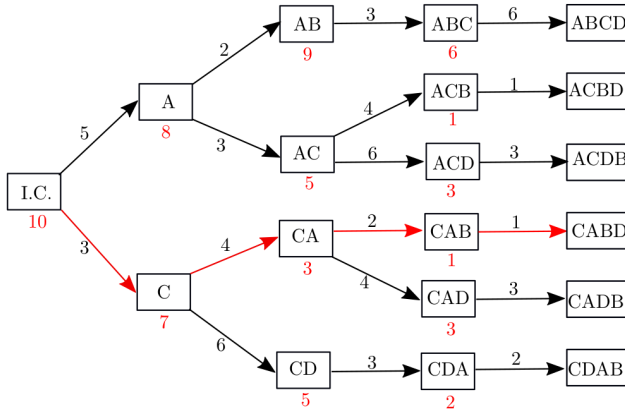 AB 3 ABC 6 ABCD
2 9 6
A
5 8 ACB 1 ACBD
3 4 1
AC 6 ACD 3 ACDB
5 3
I.C.
10
3 4 CA 2 CAB 1 CABD
3 1
C 4 CAD 3 CADB
7 3
6
CD 3 CDA 2 CDAB
5 2